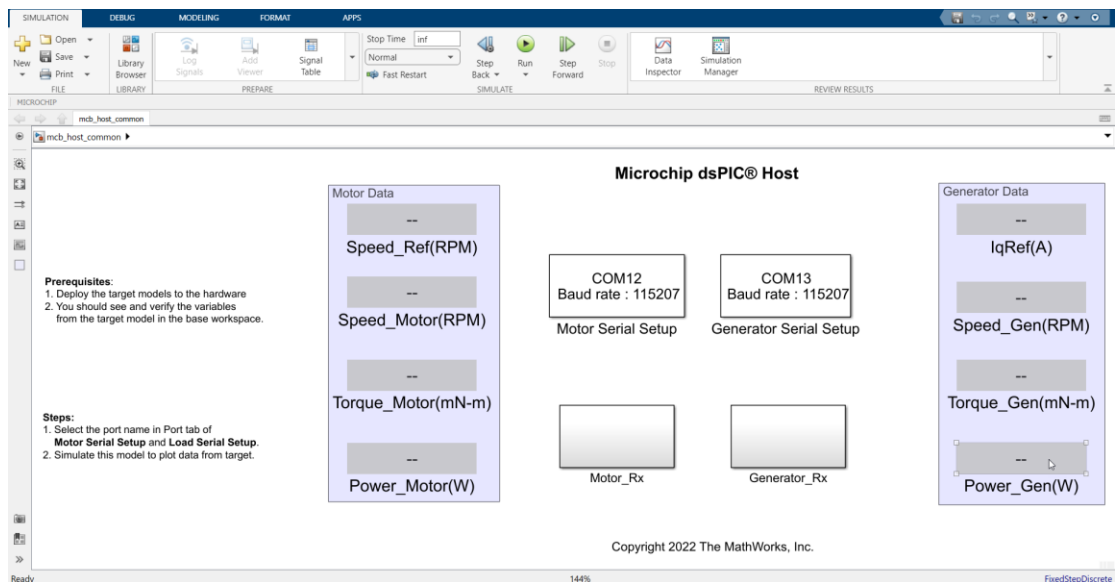 SIMULATION DEBUG MODELING FORMAT APPS
New
Open
Save
Print
FILE
Library Browser
LIBRARY
Log Signals
Add Viewer
Signal Table
PREPARE
Stop Time inf
Normal
Fast Restart
Step Back
Run
Step Forward
Stop
SIMULATE
Data Inspector
Simulation Manager
REVIEW RESULTS
MICROCHIP
mcb_host_common
mcb_host_common
Microchip dsPIC® Host
Prerequisites:
1. Deploy the target models to the hardware
2. You should see and verify the variables
from the target model in the base workspace.
Steps:
1. Select the port name in Port tab of
Motor Serial Setup and Load Serial Setup.
2. Simulate this model to plot data from target.
Motor Data
--
Speed_Ref(RPM)
--
Speed_Motor(RPM)
--
Torque_Motor(mN-m)
--
Power_Motor(W)
COM12
Baud rate : 115207
Motor Serial Setup
COM13
Baud rate : 115207
Generator Serial Setup
Motor_Rx
Generator_Rx
Generator Data
--
IqRef(A)
--
Speed_Gen(RPM)
--
Torque_Gen(mN-m)
--
Power_Gen(W)
Copyright 2022 The MathWorks, Inc.
Ready 144% FixedStepDiscrete